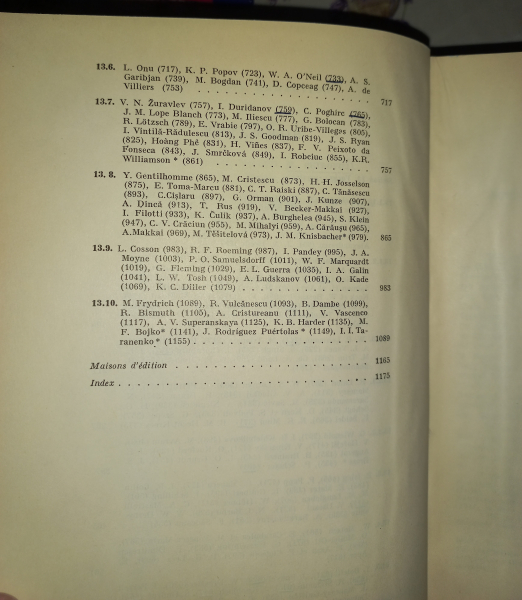 13.6. L. Onu (717), K. P. Popov (723), W. A. O'Neil (733), A. S.
Garibjan (739), M. Bogdan (741), D. Copceag (747), A. de
Villiers (753) . . . . . . . . . . . . . . . . . . . . 717
13.7. V. N. Žuravlev (757), I. Duridanov (759), C. Poghirc (765),
J. M. Lope Blanch (773), M. Iliescu (777), G. Bolocan (783),
R. Lötzsch (789), E. Vrabie (797), O. R. Uribe-Villegas (805),
I. Vintilă-Rădulescu (813), J. S. Goodman (819), J. S. Ryan
(825), Hoàng Phê (831), H. Viñes (837), F. V. Peixoto da
Fonseca (843), J. Smrčková (849), I. Robciuc (855), K.R.
Williamson * (861) . . . . . . . . . . . . . . . . . . 757
13. 8. Y. Gentilhomme (865), M. Cristescu (873), H. H. Josselson
(875), E. Toma-Marcu (881), C. T. Raiski (887), C. Tănăsescu
(893), C.Cişlaru (897), G. Orman (901), J. Kunze (907),
A. Dincă (913), T. Rus (919), V. Becker-Makkai (927),
I. Filotti (933), K. Čulik (937), A. Burghelea (945), S. Klein
(947), C. V. Crăciun (955), M. Mihalyi (959), A. Cărăuşu (965),
A.Makkai (969), M. Těšitelová (973), J. M. Knisbacher* (979). 865
13.9. L. Cosson (983), R. F. Roeming (987), I. Pandey (995), J. A.
Moyne (1003), P. O. Samuelsdorff (1011), W. F. Marquardt
(1019), G. Fleming (1029), E. L. Guerra (1035), I. A. Galin
(1041), L. W. Tosh (1049), A. Ludskanov (1061), O. Kade
(1069), K. C. Diller (1079) . . . . . . . . . . . . . . 983
13.10. M. Frydrich (1089), R. Vulcănescu (1093), B. Dambe (1099),
R. Bismuth (1105), A. Cristureanu (1111), V. Vascenco
(1117), A. V. Superanskaya (1125), K. B. Harder (1135), M.
F. Bojko* (1141), J. Rodriguez Puértolas * (1149), I. I. Ta-
ranenko * (1155) . . . . . . . . . . . . . . . . . . . 1089
Maisons d'édition . . . . . . . . . . . . . . . . . . . 1165
Index . . . . . . . . . . . . . . . . . . . . . . . . . 1175